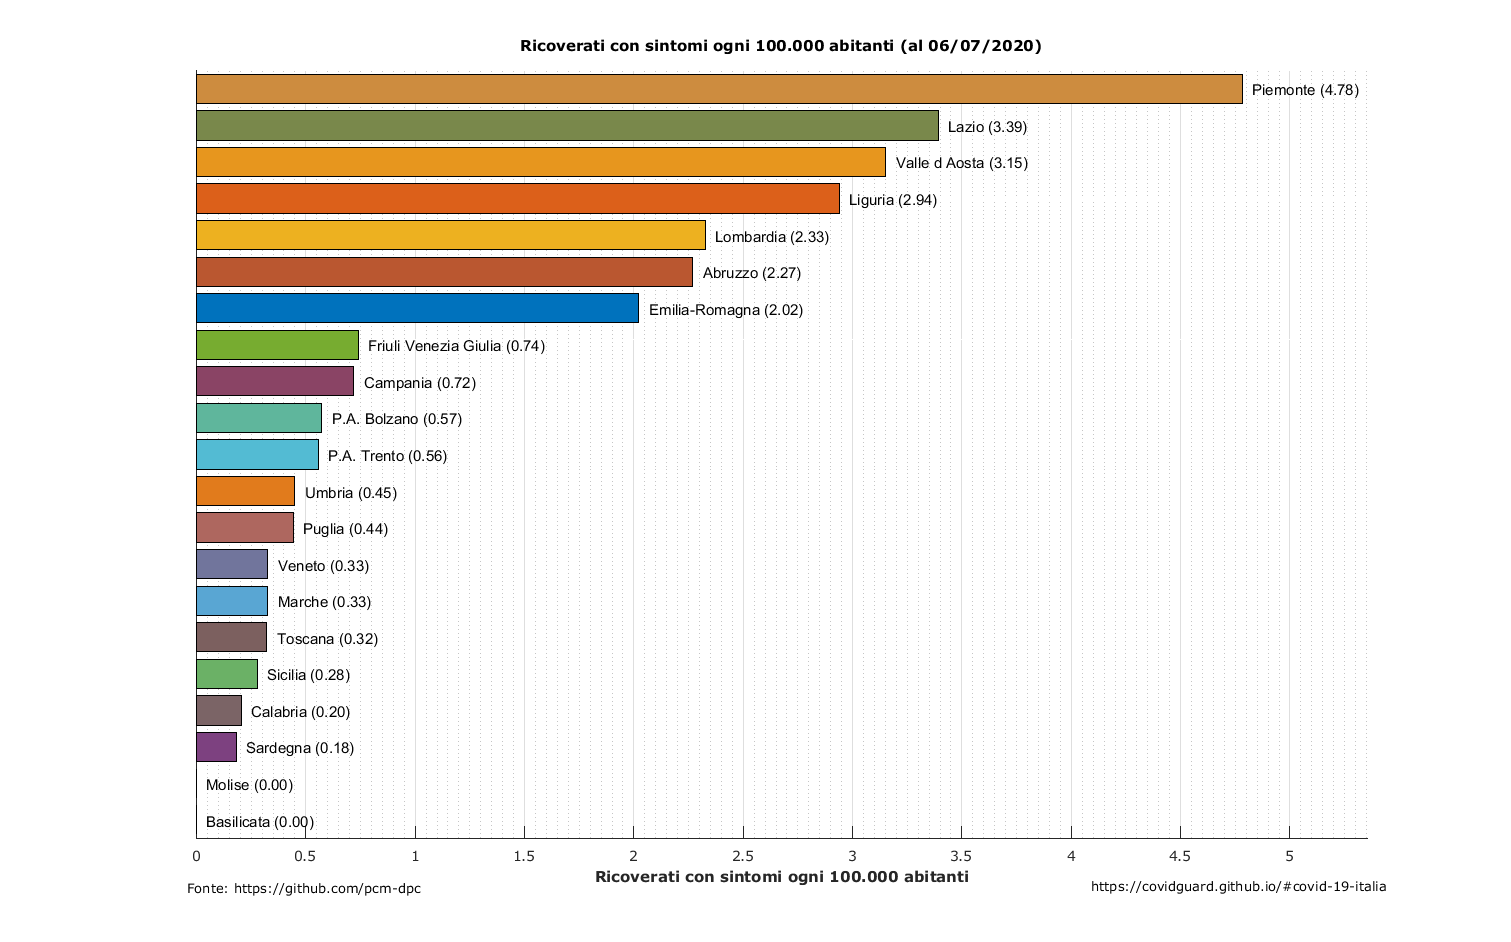 Ricoverati con sintomi ogni 100.000 abitanti (al 06/07/2020)
Piemonte (4.78)
Lazio (3.39)
Valle d Aosta (3.15)
Liguria (2.94)
Lombardia (2.33)
Abruzzo (2.27)
Emilia-Romagna (2.02)
Friuli Venezia Giulia (0.74)
Campania (0.72)
P.A. Bolzano (0.57)
P.A. Trento (0.56)
Umbria (0.45)
Puglia (0.44)
Veneto (0.33)
Marche (0.33)
Toscana (0.32)
Sicilia (0.28)
Calabria (0.20)
Sardegna (0.18)
Molise (0.00)
Basilicata (0.00)
0 0.5 1 1.5 2 2.5 3 3.5 4 4.5 5
Ricoverati con sintomi ogni 100.000 abitanti
Fonte: https://github.com/pcm-dpc
https://covidguard.github.io/#covid-19-italia